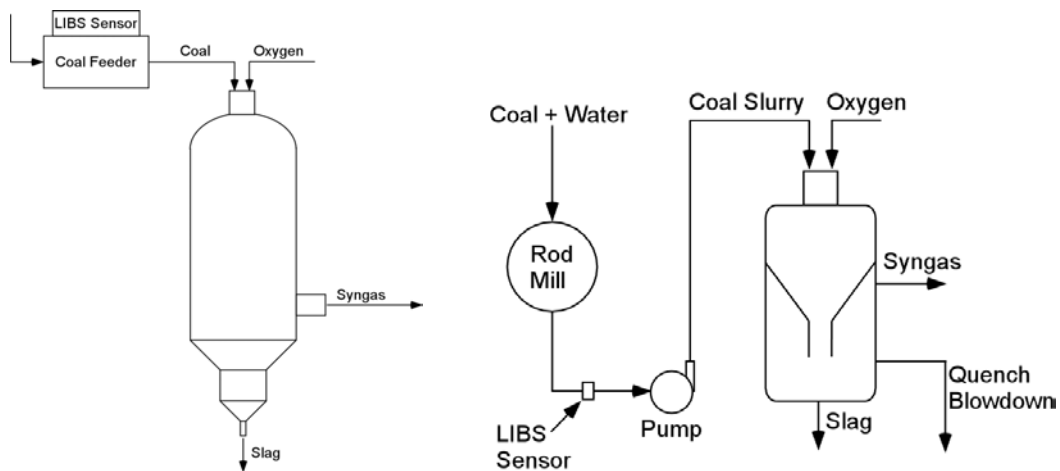 LIBS Sensor
Coal Feeder
Coal
Oxygen
Syngas
Slag
Coal + Water
Rod
Mill
LIBS
Sensor
Pump
Coal Slurry
Oxygen
Syngas
Quench
Blowdown
Slag